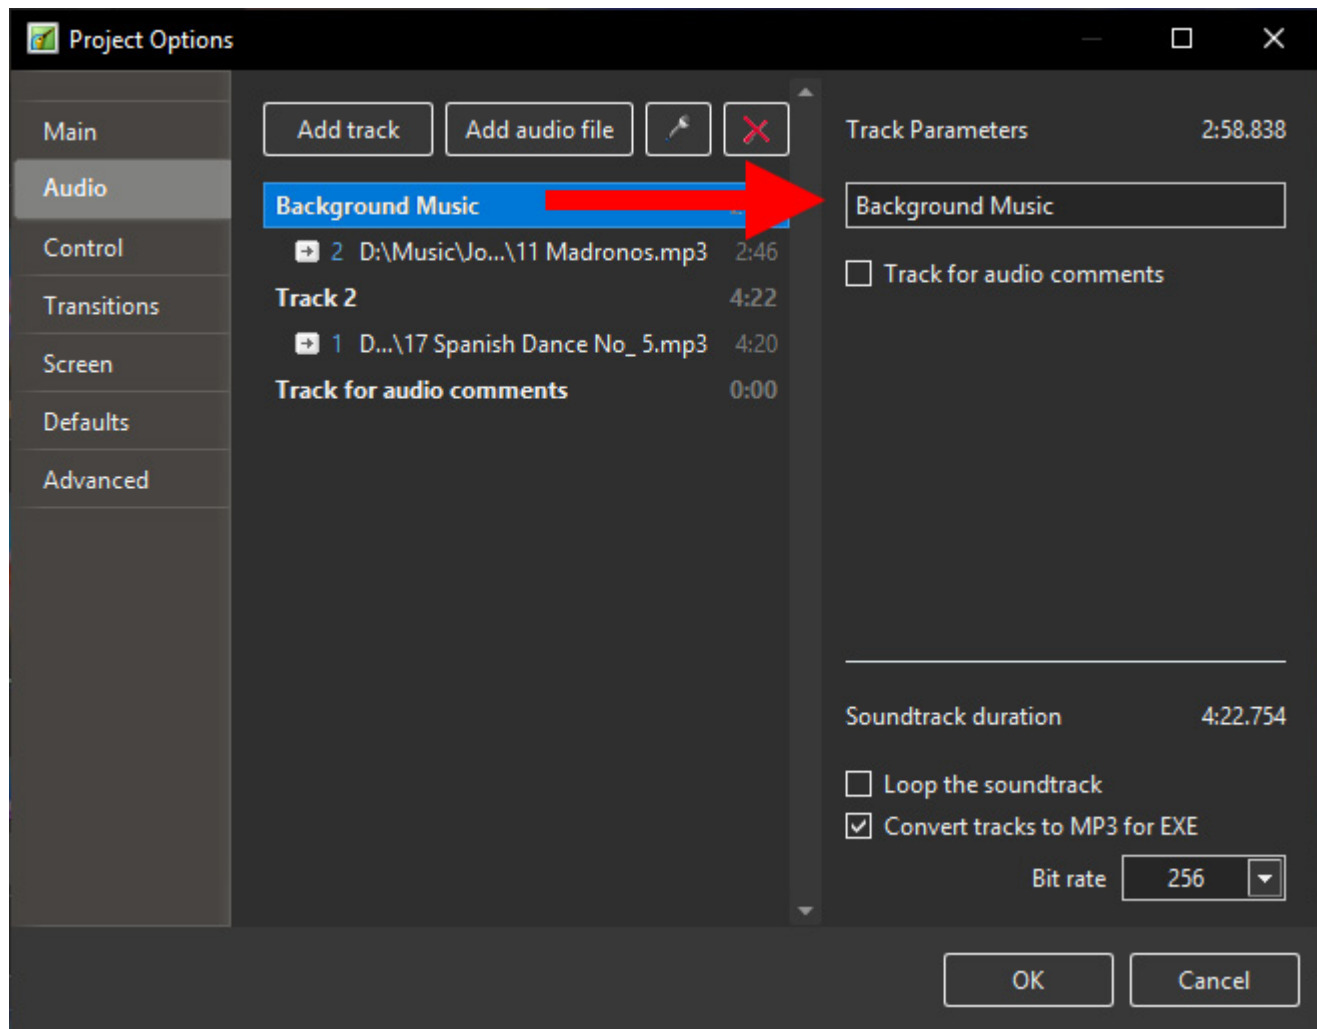 Project Options
Main
Audio
Control
Transitions
Screen
Defaults
Advanced
Add track
Add audio file
Background Music
2 D:\Music\Jo...\11 Madronos.mp3 2:46
Track 2 4:22
1 D...\17 Spanish Dance No_ 5.mp3 4:20
Track for audio comments 0:00
Track Parameters 2:58.838
Background Music
Track for audio comments
Soundtrack duration 4:22.754
Loop the soundtrack
Convert tracks to MP3 for EXE
Bit rate 256
OK
Cancel